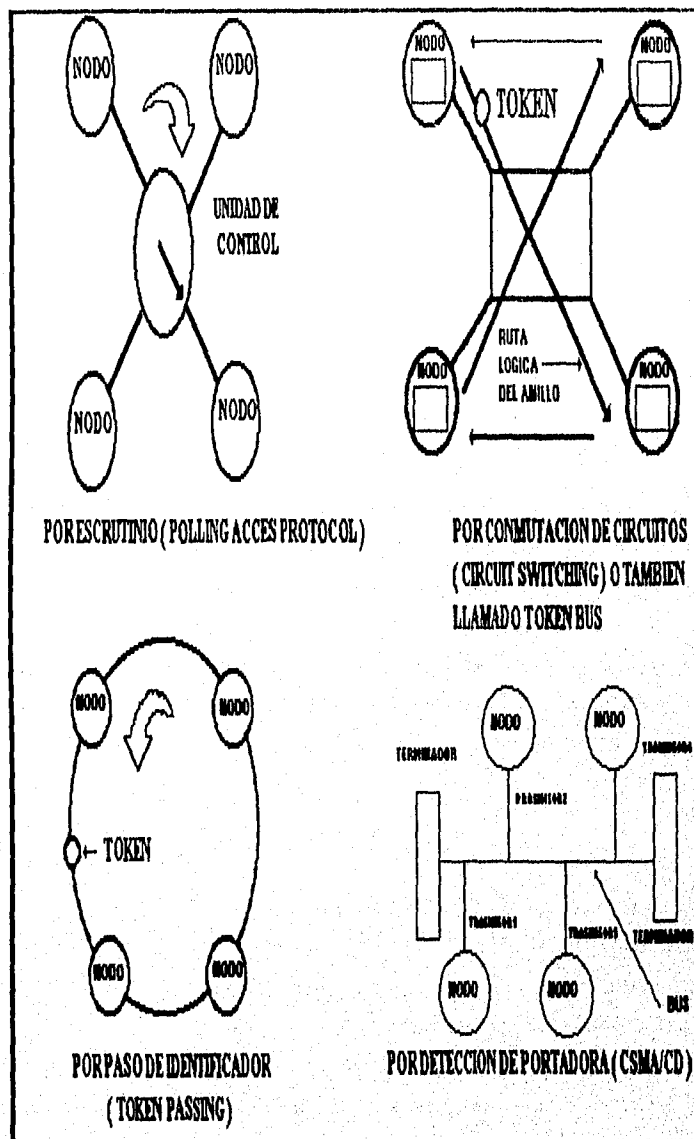 NODO
NODO
UNIDAD DE
CONTROL
NODO
NODO
POR ESCRUTINIO ( POLLING ACCES PROTOCOL )
NODO
NODO
TOKEN
RUTA
LOGICA
DEL ANILLO
NODO
NODO
POR CONMUTACION DE CIRCUITOS
( CIRCUIT SWITCHING ) O TAMBIEN
LLAMADO TOKEN BUS
NODO
NODO
TOKEN
NODO
NODO
POR PASO DE IDENTIFICADOR
( TOKEN PASSING )
NODO
NODO
TERMINADOR
TERMINADOR
NODO
NODO
BUS
POR DETECCION DE PORTADORA ( CSMA/CD )